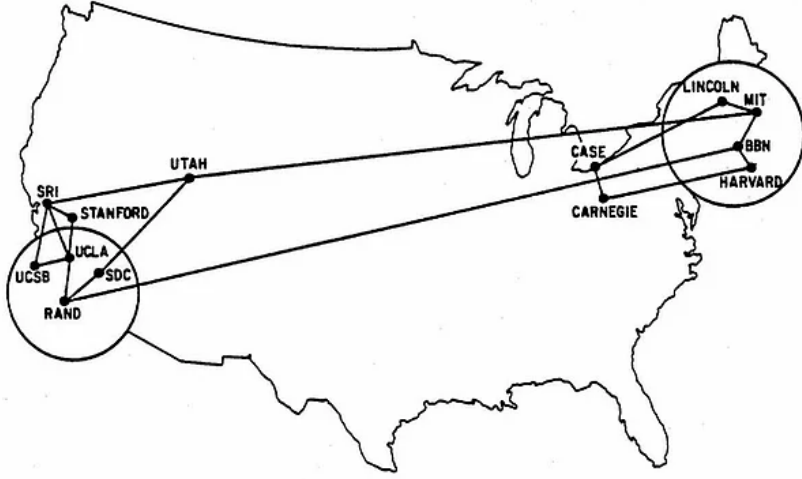 LINCOLN
MIT
BBN
CASE
HARVARD
CARNEGIE
UTAH
SRI
STANFORD
UCLA
UCSB
SDC
RAND